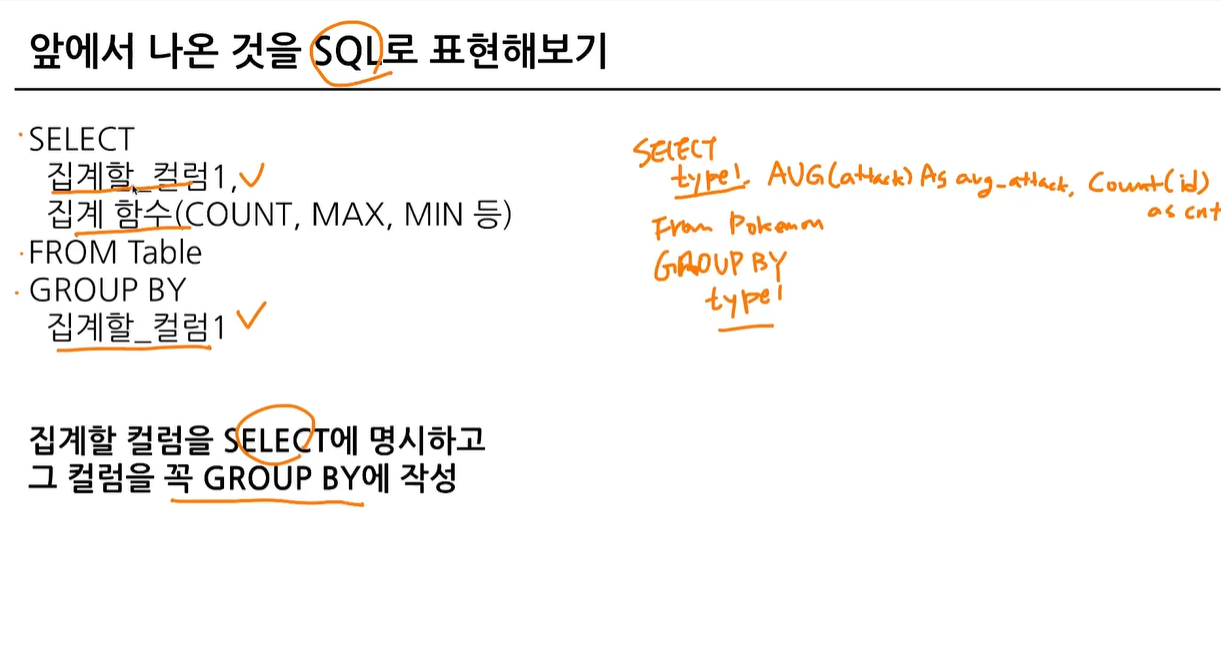 앞에서 나온 것을 SQL로 표현해보기
SELECT
집계할_컬럼1,
집계 함수(COUNT, MAX, MIN 등)
FROM Table
GROUP BY
집계할_컬럼1
집계할 컬럼을 SELECT에 명시하고
그 컬럼을 꼭 GROUP BY에 작성
SELECT
type1, AVG(attack) As avg_attack, Count(id)
as cnt
From Pokemon
GROUP BY
type1